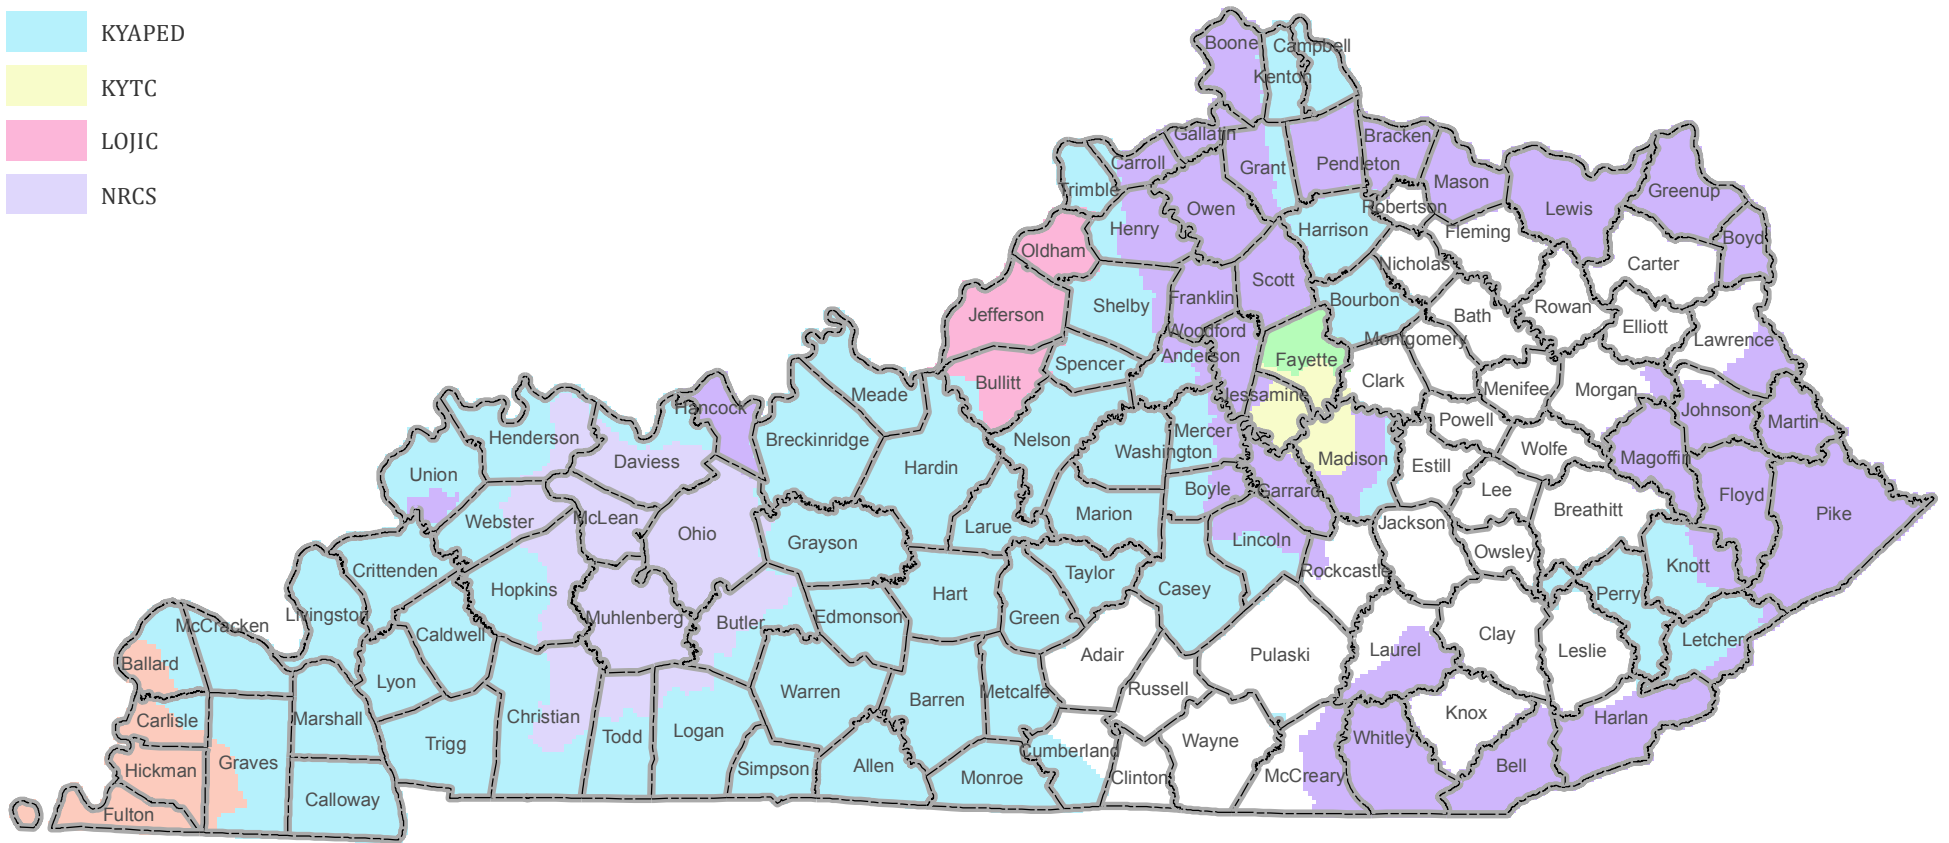 KYAPED
KYTC
LOJIC
NRCS
Boone
Campbell
Kenton
Gallatin
Bracken
Carroll
Grant
Pendleton
Mason
Trimble
Robertson
Owen
Lewis
Greenup
Henry
Harrison
Fleming
Boyd
Oldham
Nicholas
Carter
Scott
Franklin
Bourbon
Shelby
Jefferson
Rowan
Bath
Woodford
Montgomery
Elliott
Lawrence
Anderson
Fayette
Spencer
Bullitt
Clark
Menifee
Morgan
Meade
Jessamine
Hancock
Johnson
Martin
Powell
Henderson
Breckinridge
Nelson
Mercer
Washington
Wolfe
Daviess
Madison
Magoffin
Union
Hardin
Estill
Boyle
Garrard
Lee
Floyd
Webster
McLean
Marion
Breathitt
Pike
Larue
Jackson
Ohio
Grayson
Lincoln
Owsley
Knott
Crittenden
Taylor
Rockcastle
Hopkins
Hart
Casey
Perry
Livingston
Muhlenberg
Butler
Edmonson
Green
McCracken
Caldwell
Clay
Letcher
Ballard
Adair
Pulaski
Laurel
Leslie
Lyon
Warren
Barren
Metcalfe
Russell
Carlisle
Marshall
Christian
Knox
Harlan
Trigg
Todd
Logan
Wayne
Whitley
Cumberland
Hickman
Graves
Simpson
Allen
Monroe
Clinton
McCreary
Bell
Calloway
Fulton